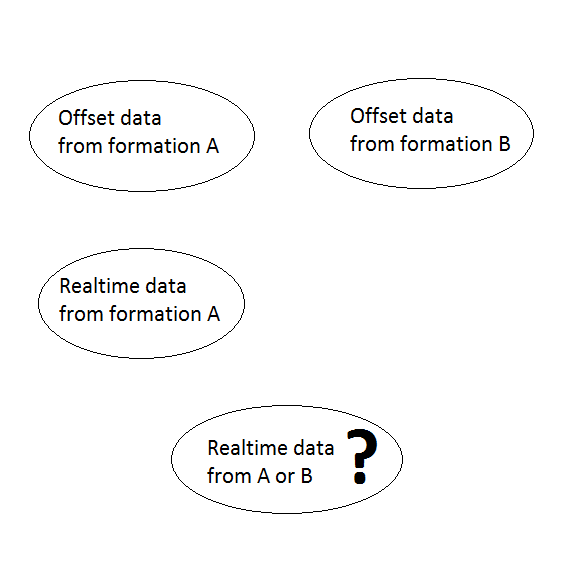 Offset data
from formation A
Offset data
from formation B
Realtime data
from formation A
Realtime data
from A or B
?